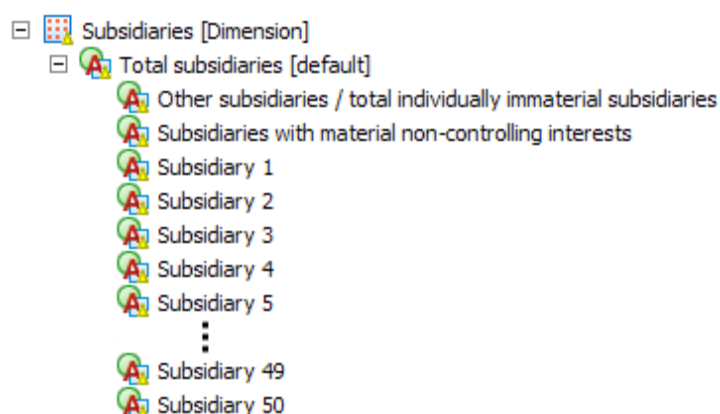 Subsidiaries [Dimension]
Total subsidiaries [default]
Other subsidiaries / total individually immaterial subsidiaries
Subsidiaries with material non-controlling interests
Subsidiary 1
Subsidiary 2
Subsidiary 3
Subsidiary 4
Subsidiary 5
⋮
Subsidiary 49
Subsidiary 50